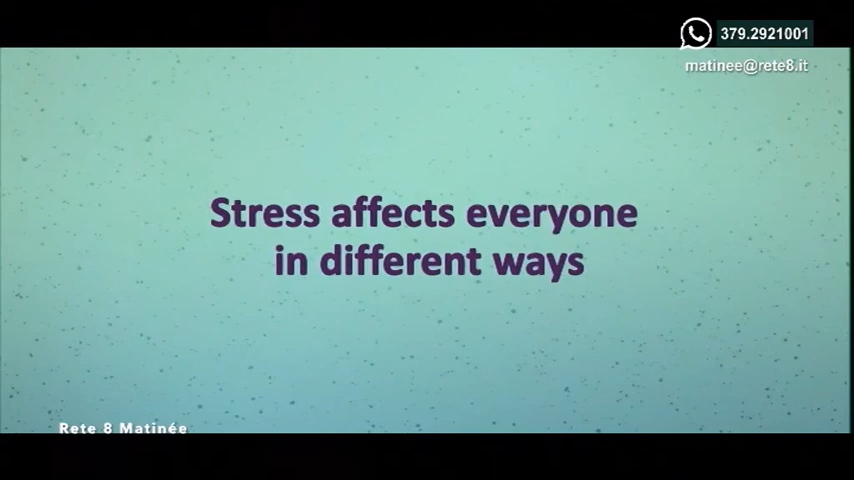 379.2921001
matinee@rete8.it
Stress affects everyone
in different ways
Rete 8 Matinée